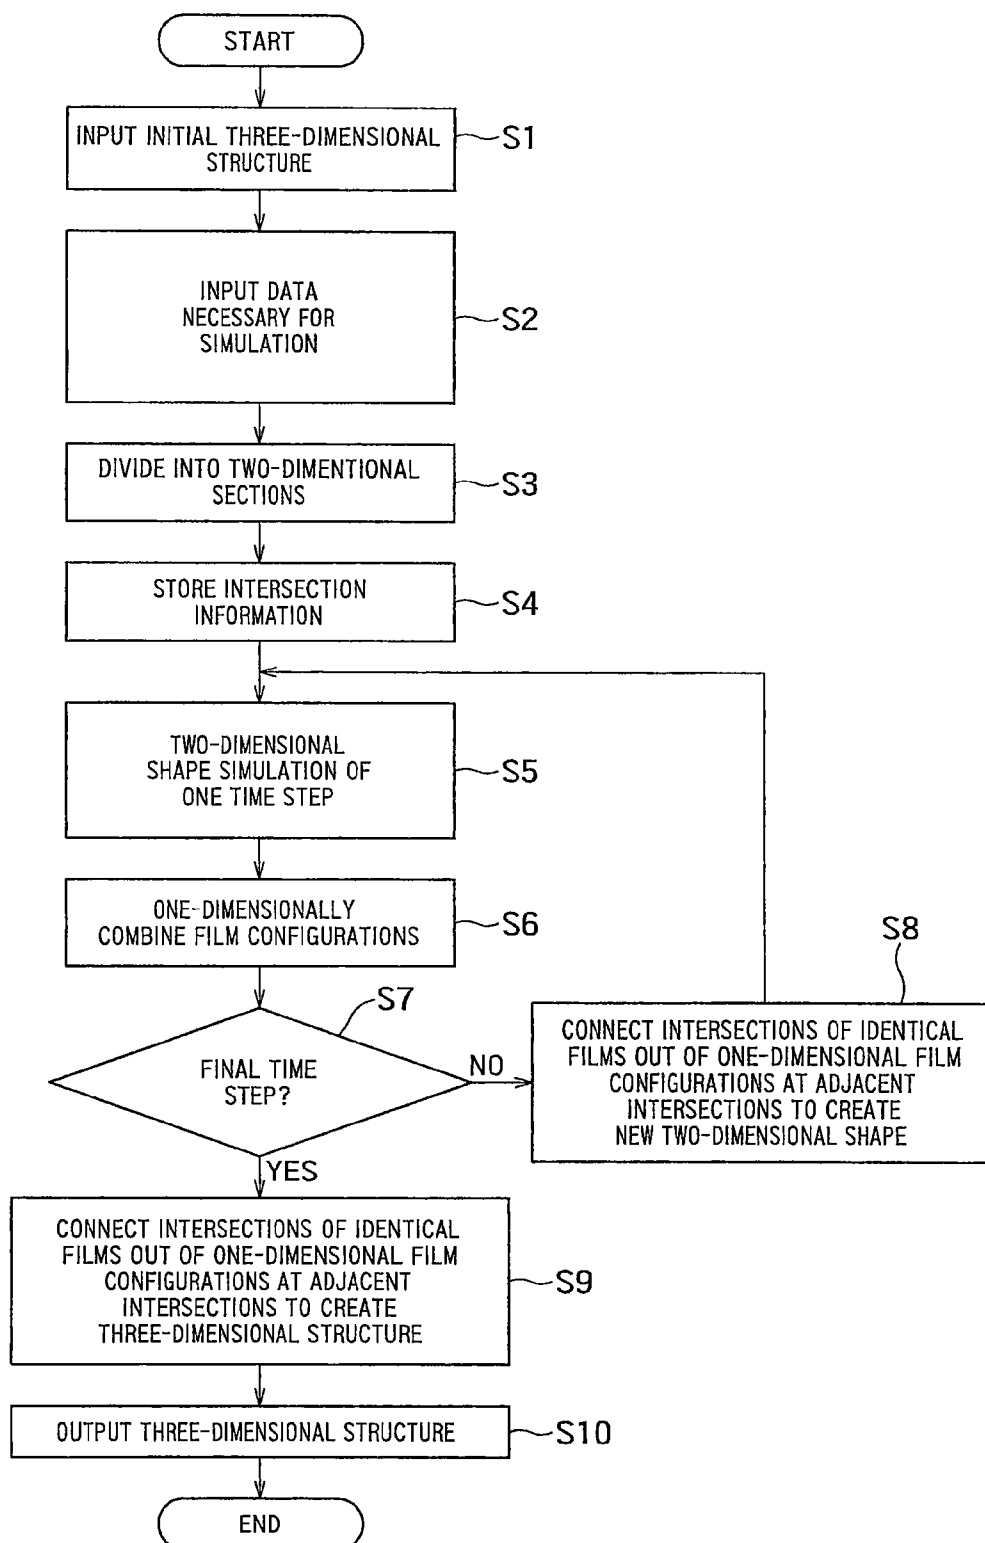 START
INPUT INITIAL THREE-DIMENSIONAL
STRUCTURE
S1
INPUT DATA
NECESSARY FOR
SIMULATION
S2
DIVIDE INTO TWO-DIMENTIONAL
SECTIONS
S3
STORE INTERSECTION
INFORMATION
S4
TWO-DIMENSIONAL
SHAPE SIMULATION OF
ONE TIME STEP
S5
ONE-DIMENSIONALLY
COMBINE FILM CONFIGURATIONS
S6
S7
FINAL TIME
STEP?
NO
S8
CONNECT INTERSECTIONS OF IDENTICAL
FILMS OUT OF ONE-DIMENSIONAL FILM
CONFIGURATIONS AT ADJACENT
INTERSECTIONS TO CREATE
NEW TWO-DIMENSIONAL SHAPE
YES
CONNECT INTERSECTIONS OF IDENTICAL
FILMS OUT OF ONE-DIMENSIONAL FILM
CONFIGURATIONS AT ADJACENT
INTERSECTIONS TO CREATE
THREE-DIMENSIONAL STRUCTURE
S9
OUTPUT THREE-DIMENSIONAL STRUCTURE
S10
END